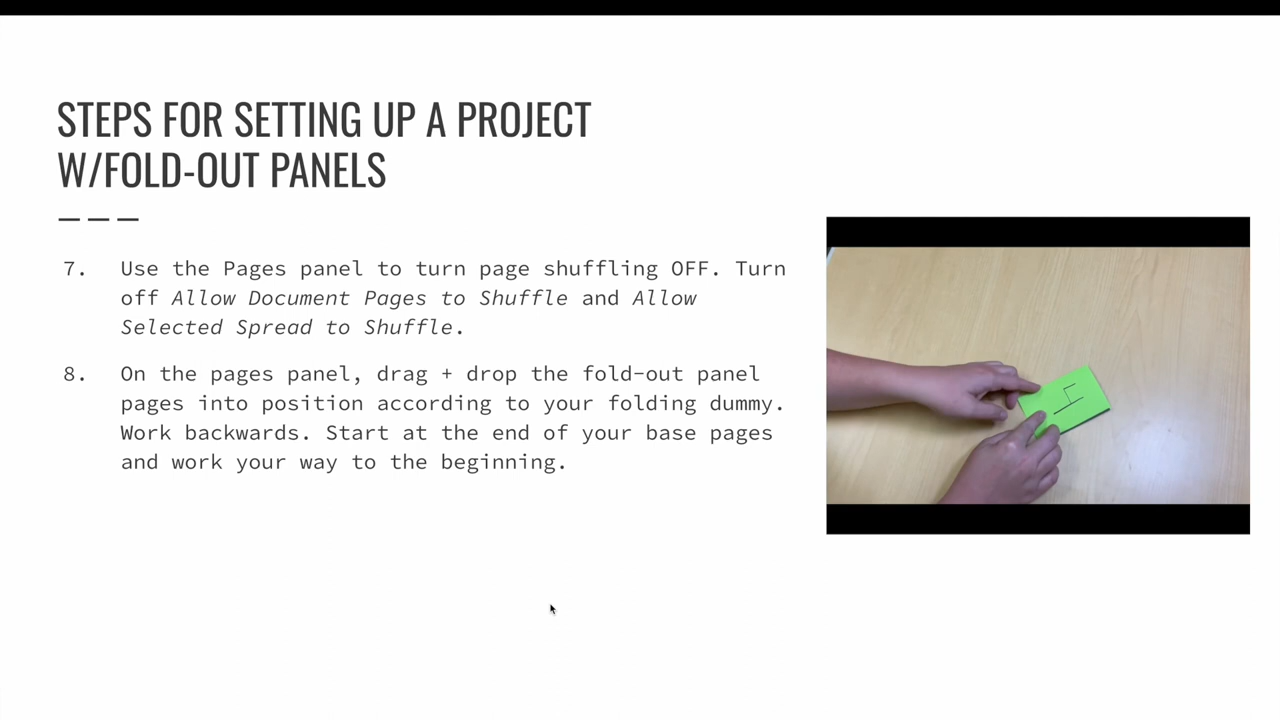 STEPS FOR SETTING UP A PROJECT
W/FOLD-OUT PANELS
7. Use the Pages panel to turn page shuffling OFF. Turn
off Allow Document Pages to Shuffle and Allow
Selected Spread to Shuffle.
8. On the pages panel, drag + drop the fold-out panel
pages into position according to your folding dummy.
Work backwards. Start at the end of your base pages
and work your way to the beginning.